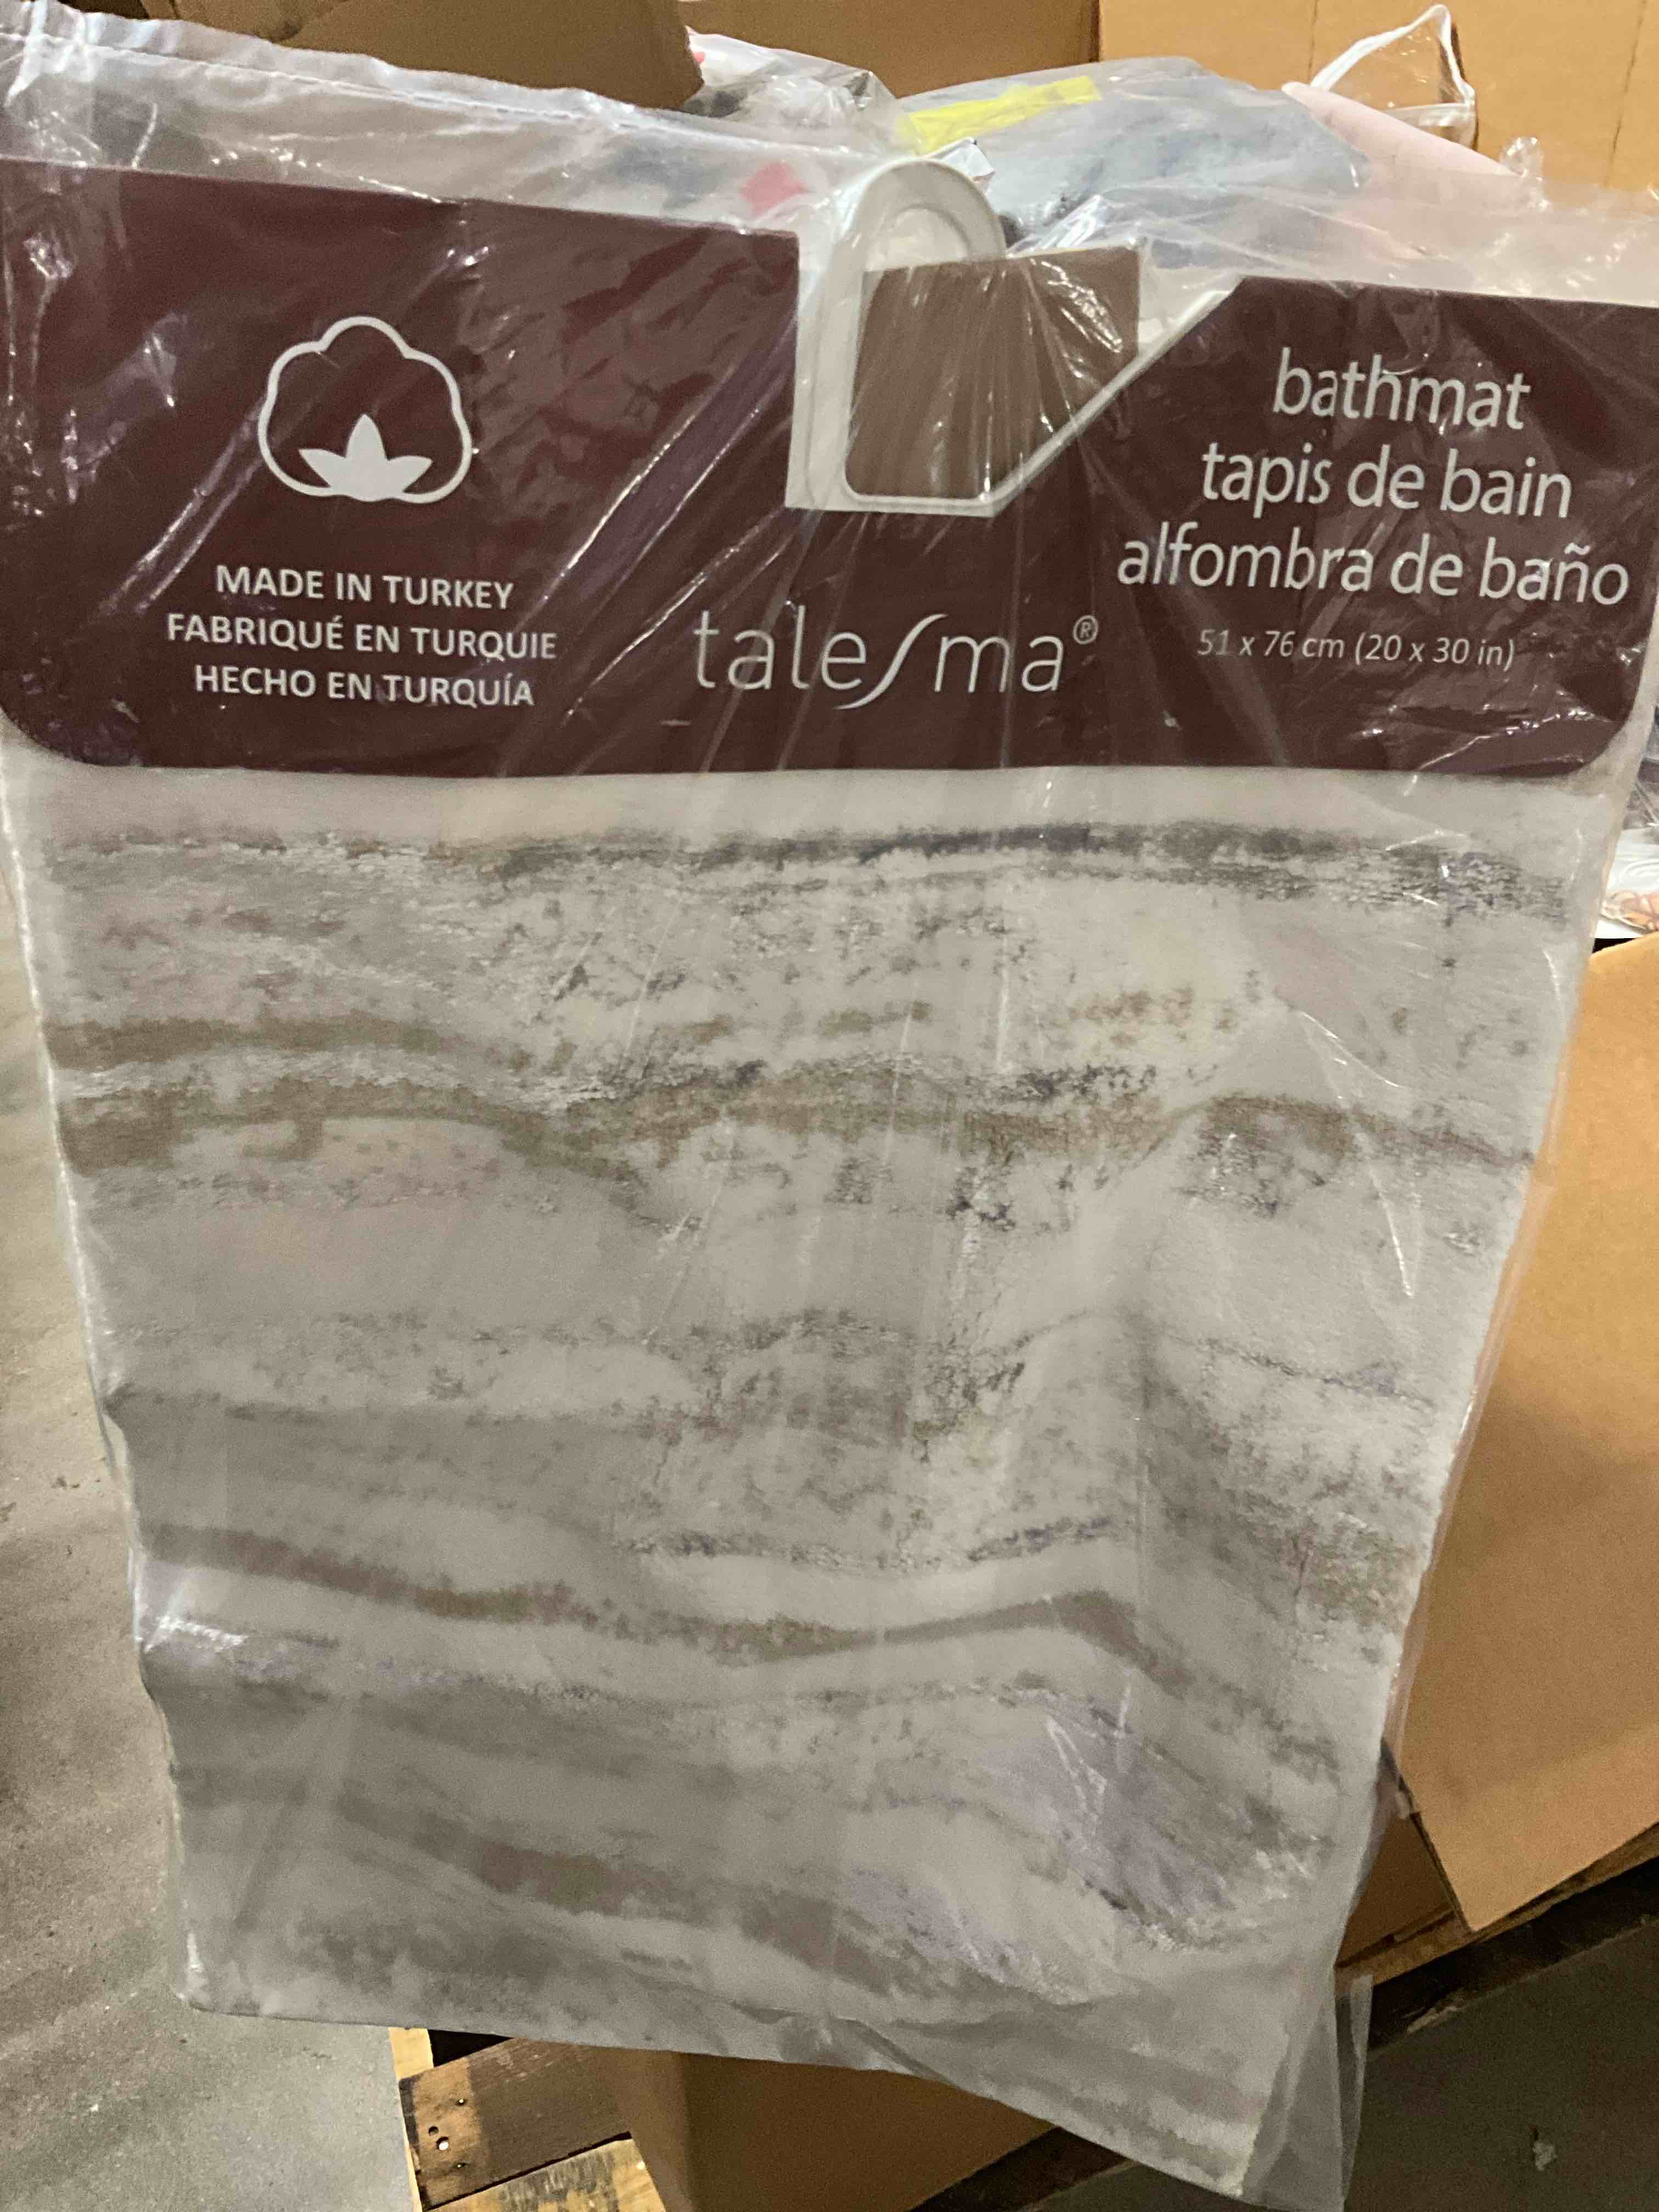 MADE IN TURKEY
FABRIQUÉ EN TURQUIE
HECHO EN TURQUÍA
talesma®
bathmat
tapis de bain
alfombra de baño
51 x 76 cm (20 x 30 in)